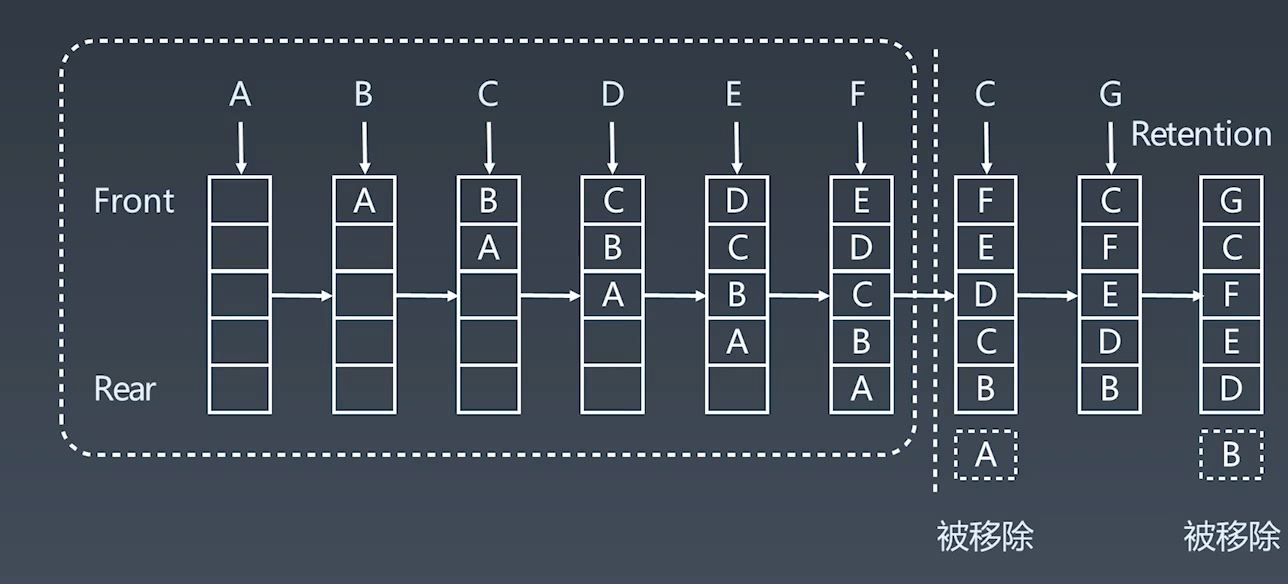 A B C D E F C G
Retention
Front A B C D E F C G
A B C D E F C
A B C D E F
A B C D E
Rear A B B D
A B
被移除 被移除